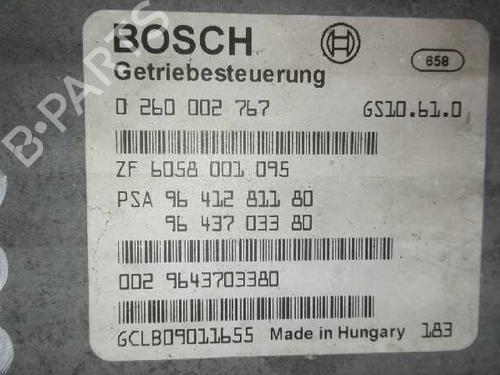 BOSCH
658
Getriebesteuerung
0 260 002 767 GS10.61.0
ZF 6058 001 095
PSA 96 412 811 80
96 437 033 80
002 9643703380
GCLB09011655 Made in Hungary 183
B-PARTS